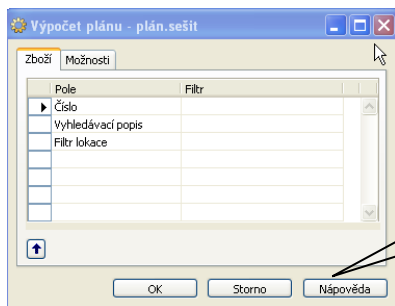 Výpočet plánu - plán.sešit
Zboží Možnosti
Pole Filtr
Číslo
Vyhledávací popis
Filtr lokace
OK Storno Nápověda